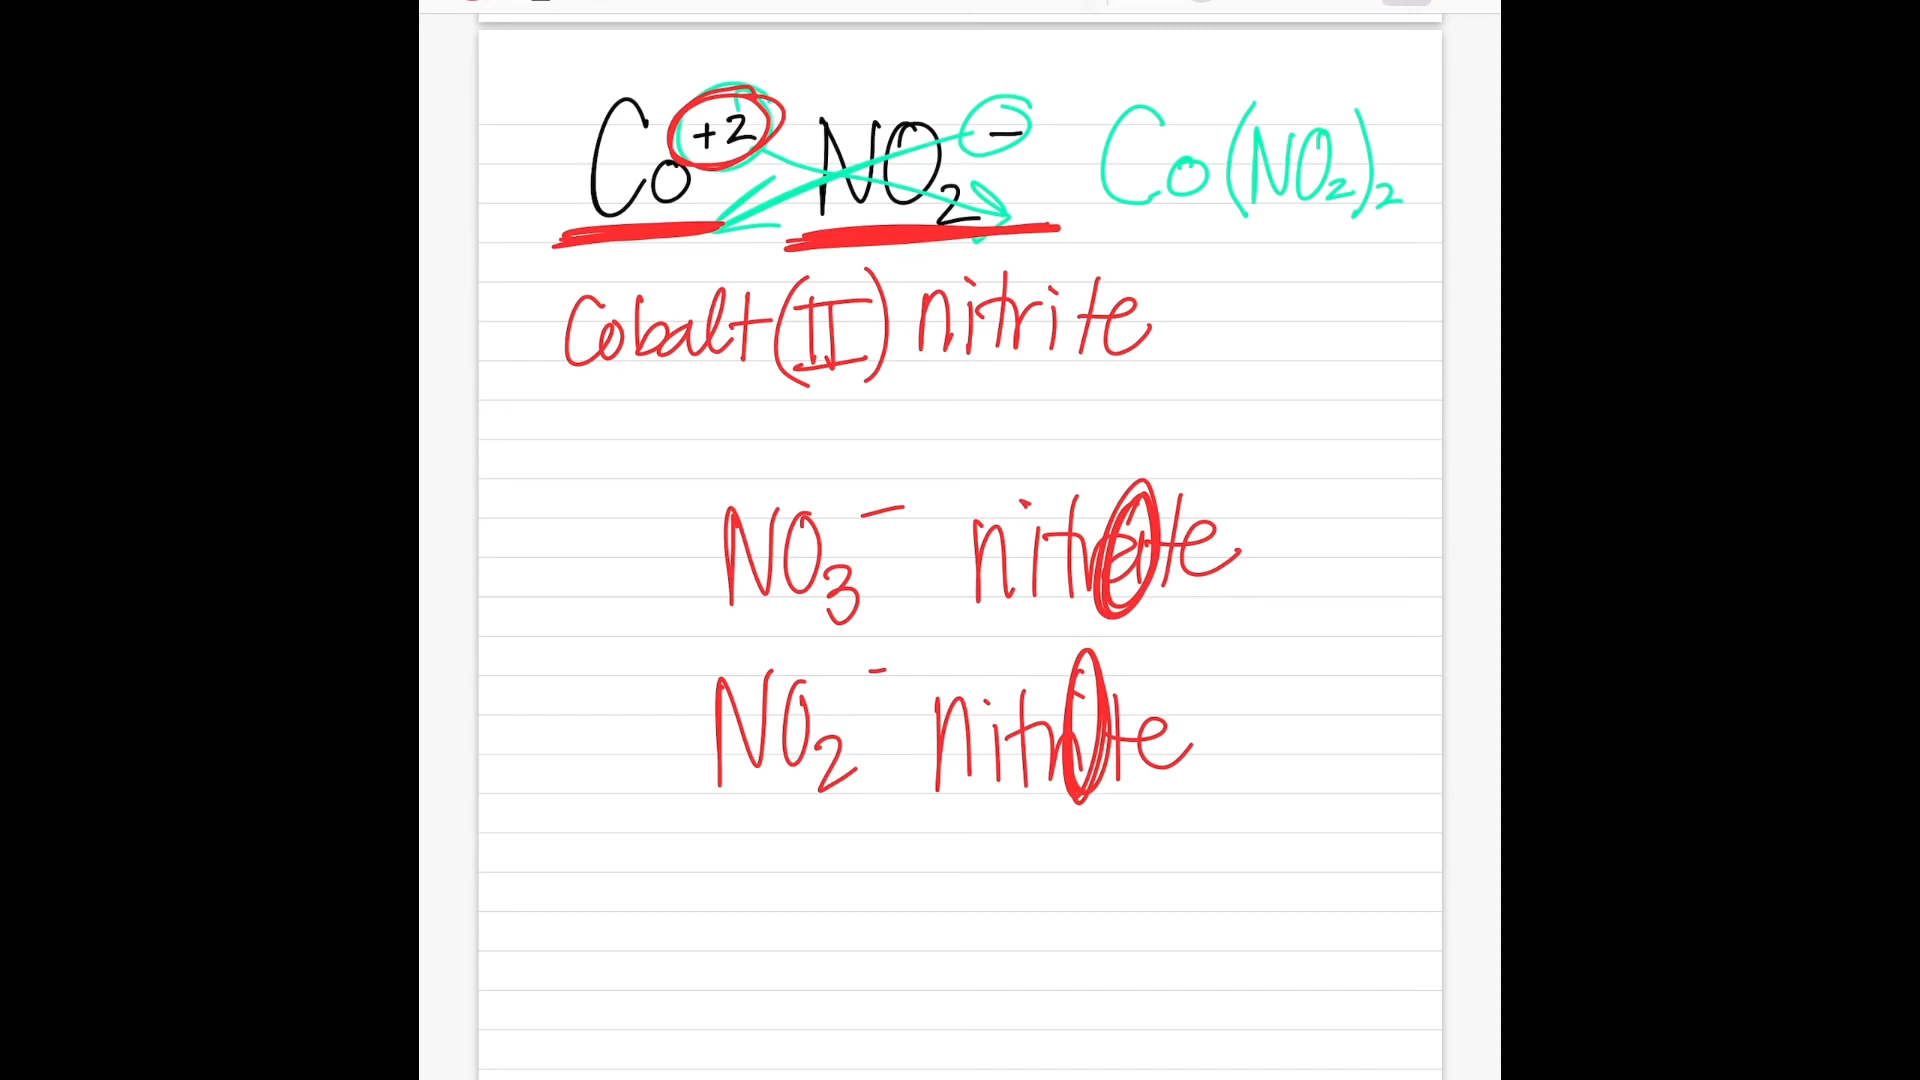 Co⁺² NO₂⁻ Co(NO₂)₂
Cobalt(II) nitrite
NO₃⁻ nitrate
NO₂⁻ nitrite